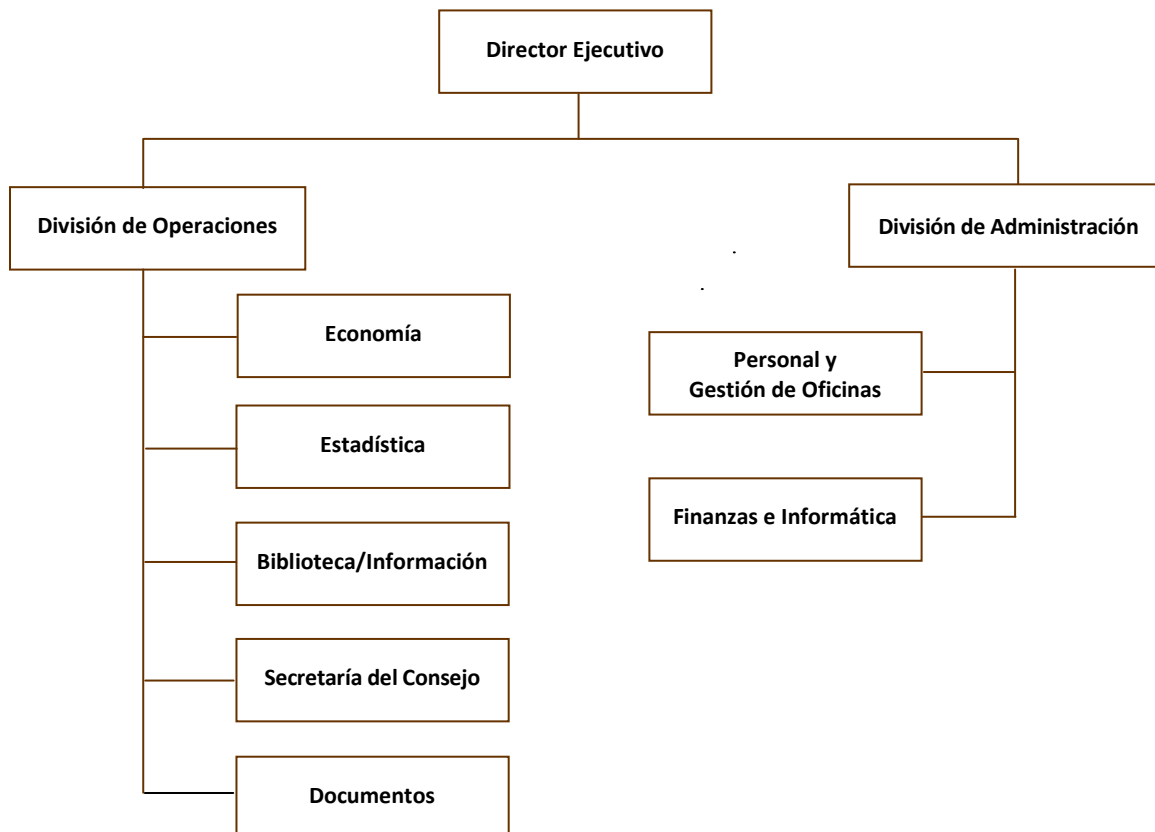 Director Ejecutivo
División de Operaciones
División de Administración
Economía
Personal y
Gestión de Oficinas
Estadística
Finanzas e Informática
Biblioteca/Información
Secretaría del Consejo
Documentos